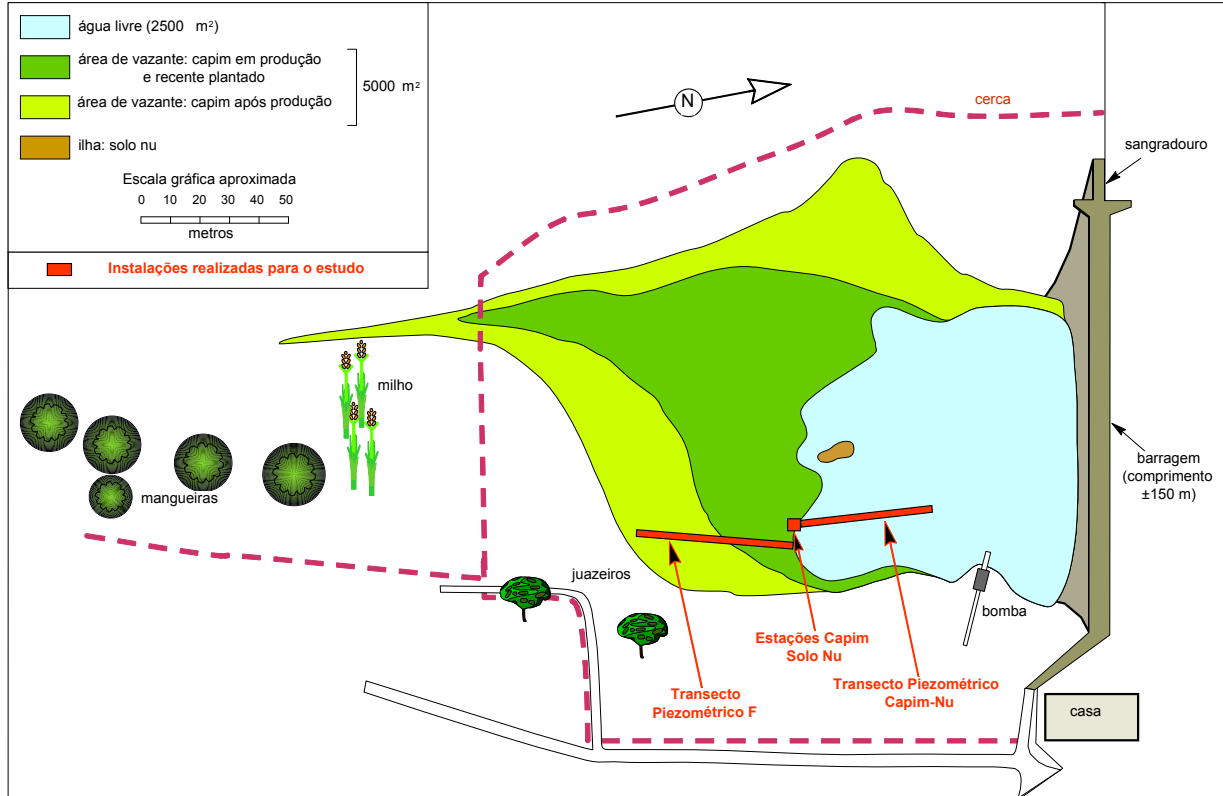 água livre (2500 m²)
área de vazante: capim em produção
e recente plantado
5000 m²
área de vazante: capim após produção
ilha: solo nu
Escala gráfica aproximada
0 10 20 30 40 50
metros
Instalações realizadas para o estudo
N
cerca
sangradouro
milho
mangueiras
barragem
(comprimento
±150 m)
juazeiros
bomba
Estações Capim
Solo Nu
Transecto
Piezométrico F
Transecto Piezométrico
Capim-Nu
casa